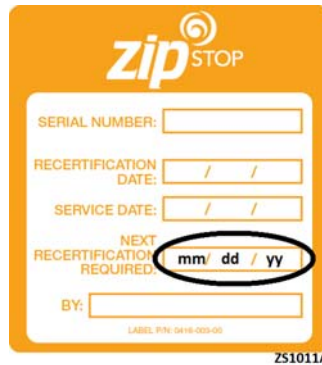 zip STOP
SERIAL NUMBER:
RECERTIFICATION
DATE: / /
SERVICE DATE: / /
NEXT
RECERTIFICATION
REQUIRED: mm/ dd / yy
BY:
LABEL P/N: 0416-003-00
ZS1011A